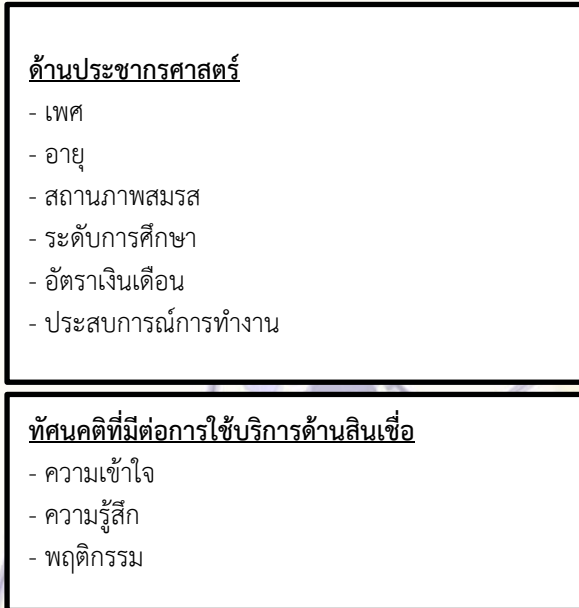 ด้านประชากรศาสตร์
- เพศ
- อายุ
- สถานภาพสมรส
- ระดับการศึกษา
- อัตราเงินเดือน
- ประสบการณ์การทำงาน
ทัศนคติที่มีต่อการใช้บริการด้านสินเชื่อ
- ความเข้าใจ
- ความรู้สึก
- พฤติกรรม